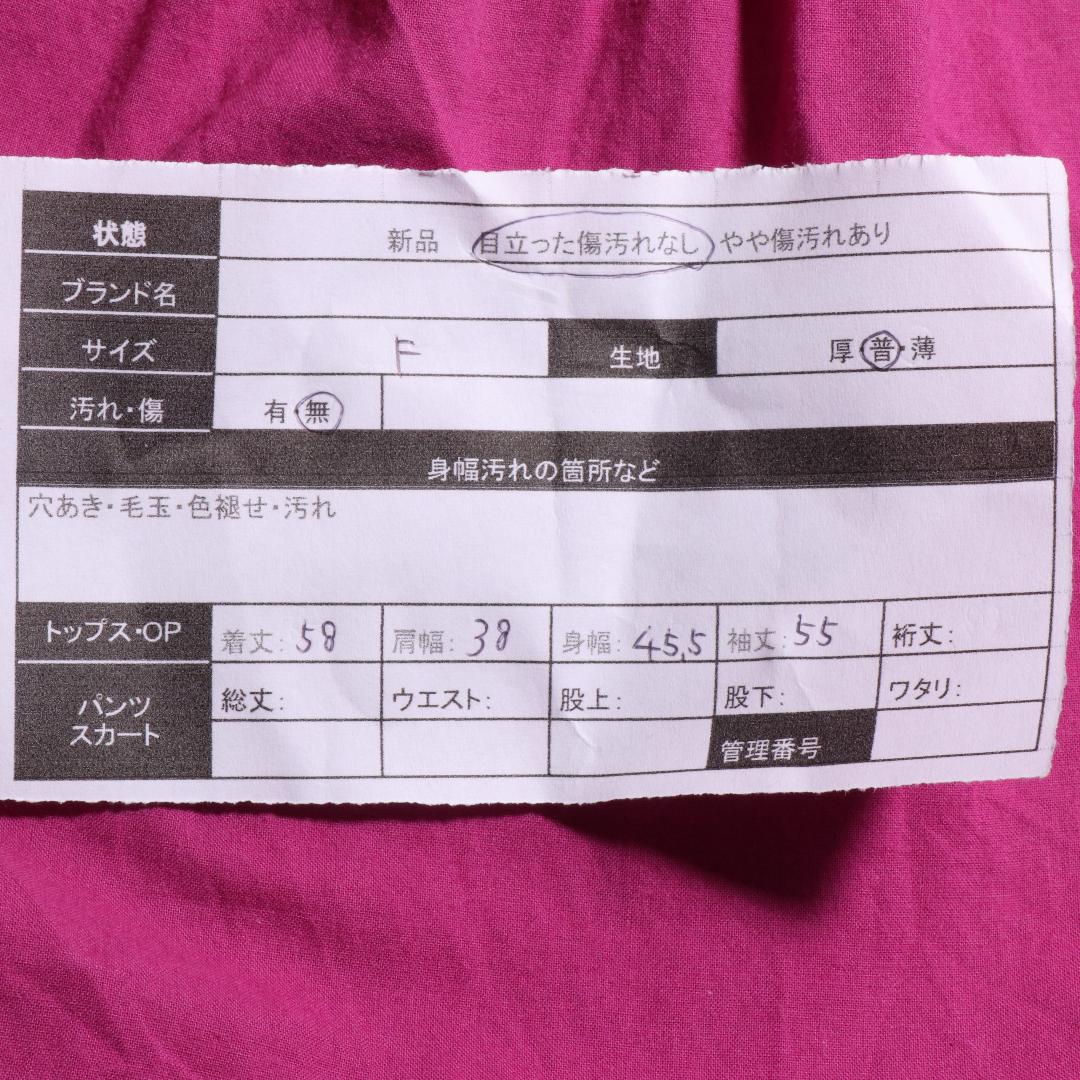 状態 新品 目立った傷汚れなし やや傷汚れあり
ブランド名
サイズ F 生地 厚・普・薄
汚れ・傷 有・無
身幅汚れの箇所など
穴あき・毛玉・色褪せ・汚れ
トップス・OP 着丈: 58 肩幅: 38 身幅: 45,5 袖丈: 55 裄丈:
パンツ スカート 総丈: ウエスト: 股上: 股下: ワタリ:
管理番号